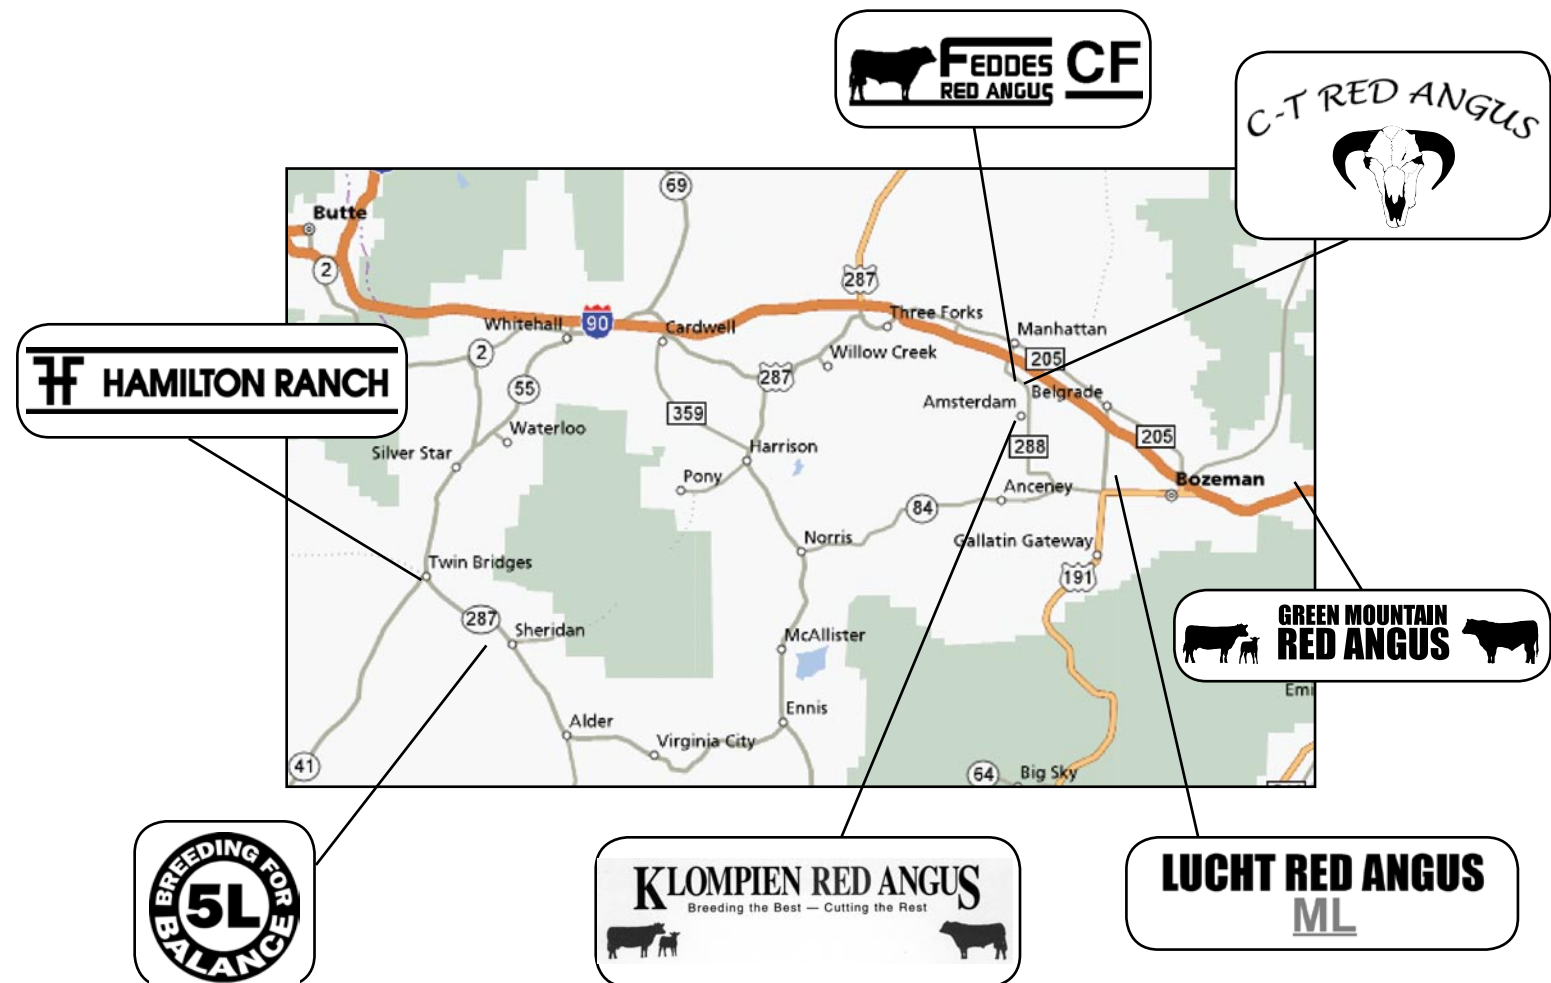 FEDDES
RED ANGUS
CF
C-T RED ANGUS
69
Butte
2
287
Three Forks
Manhattan
Whitehall
90
Cardwell
205
2
Willow Creek
HAMILTON RANCH
55
287
Belgrade
Amsterdam
359
Waterloo
205
Silver Star
Harrison
288
Pony
Bozeman
Anceney
84
Norris
Gallatin Gateway
Twin Bridges
191
287
Sheridan
McAllister
GREEN MOUNTAIN
RED ANGUS
Emi
Ennis
Alder
Virginia City
41
64
Big Sky
BREEDING FOR
5L
BALANCE
KLOMPIEN RED ANGUS
Breeding the Best — Cutting the Rest
LUCHT RED ANGUS
ML